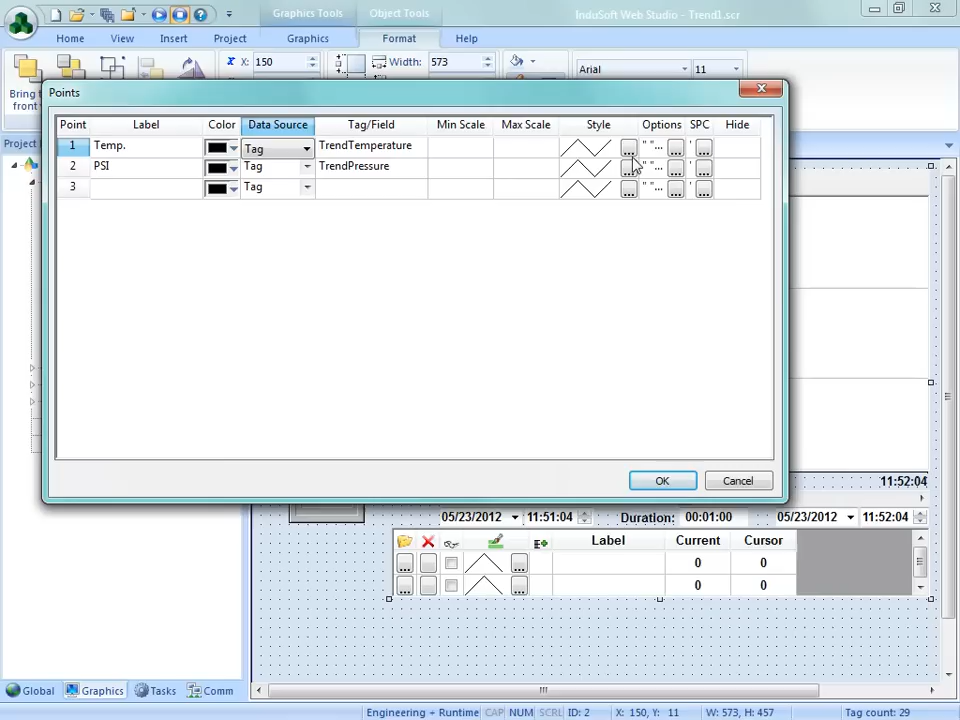 Graphics Tools Object Tools InduSoft Web Studio - Trend1.scr
Home View Insert Project Graphics Format Help
X: 150 Width: 573 Arial 11
Bring t
front
Points
Project
Point Label Color Data Source Tag/Field Min Scale Max Scale Style Options SPC Hide
1 Temp. Tag TrendTemperature ... " "... ... ' ...
2 PSI Tag TrendPressure ... " "... ... ' ...
3 Tag ... " "... ... ' ...
OK Cancel
11:52:04
05/23/2012 11:51:04 Duration: 00:01:00 05/23/2012 11:52:04
Label Current Cursor
... ... 0 0
... ... 0 0
Global Graphics Tasks Comm
Engineering + Runtime CAP NUM SCRL ID: 2 X: 150, Y: 11 W: 573, H: 457 Tag count: 29